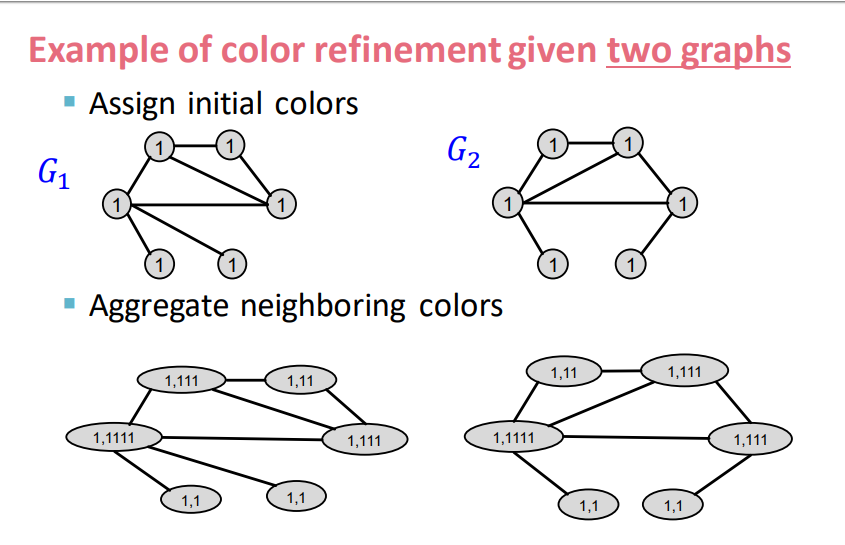 Example of color refinement given two graphs
▪ Assign initial colors
G₁
1 1
1 1
1 1
G₂
1 1
1 1
1 1
▪ Aggregate neighboring colors
1,111 1,11
1,1111 1,111
1,1 1,1
1,11 1,111
1,1111 1,111
1,1 1,1